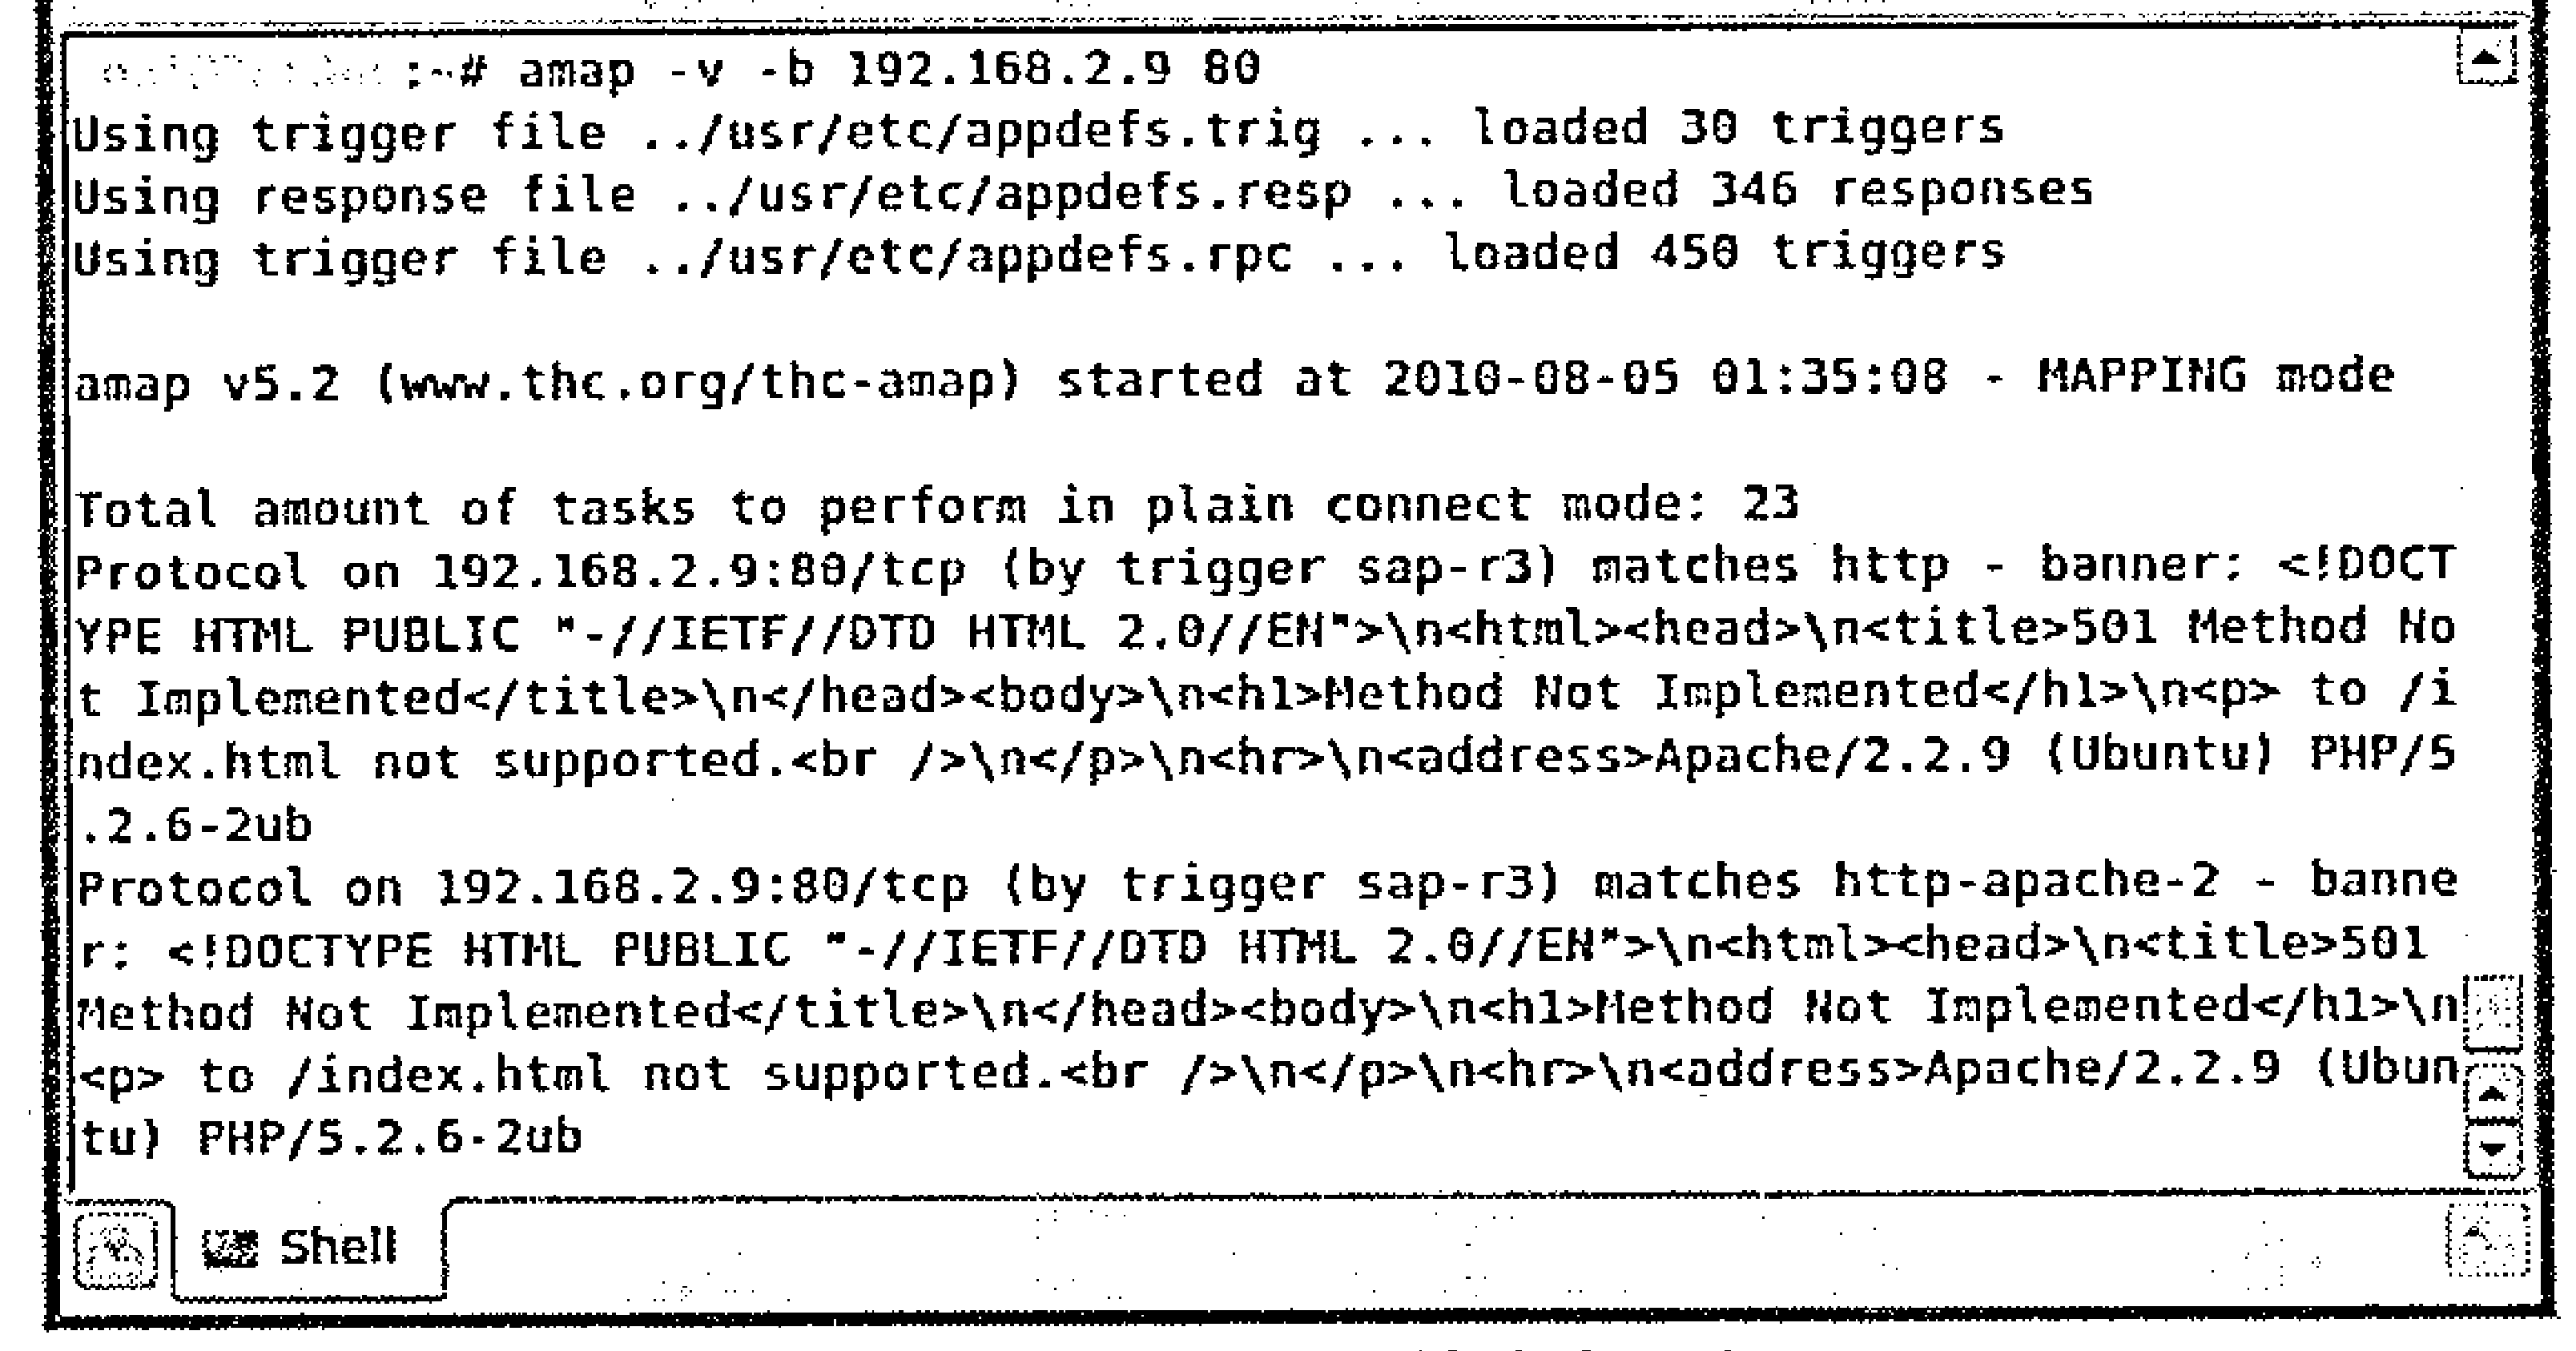 :~# amap -v -b 192.168.2.9 80
Using trigger file ../usr/etc/appdefs.trig ... loaded 30 triggers
Using response file ../usr/etc/appdefs.resp ... loaded 346 responses
Using trigger file ../usr/etc/appdefs.rpc ... loaded 450 triggers
amap v5.2 (www.thc.org/thc-amap) started at 2010-08-05 01:35:08 - MAPPING mode
Total amount of tasks to perform in plain connect mode: 23
Protocol on 192.168.2.9:80/tcp (by trigger sap-r3) matches http - banner: <!DOCT
YPE HTML PUBLIC "-//IETF//DTD HTML 2.0//EN">\n<html><head>\n<title>501 Method No
t Implemented</title>\n</head><body>\n<h1>Method Not Implemented</h1>\n<p> to /i
ndex.html not supported.<br />\n</p>\n<hr>\n<address>Apache/2.2.9 (Ubuntu) PHP/5
.2.6-2ub
Protocol on 192.168.2.9:80/tcp (by trigger sap-r3) matches http-apache-2 - banne
r: <!DOCTYPE HTML PUBLIC "-//IETF//DTD HTML 2.0//EN">\n<html><head>\n<title>501
Method Not Implemented</title>\n</head><body>\n<h1>Method Not Implemented</h1>\n
<p> to /index.html not supported.<br />\n</p>\n<hr>\n<address>Apache/2.2.9 (Ubun
tu) PHP/5.2.6-2ub
Shell